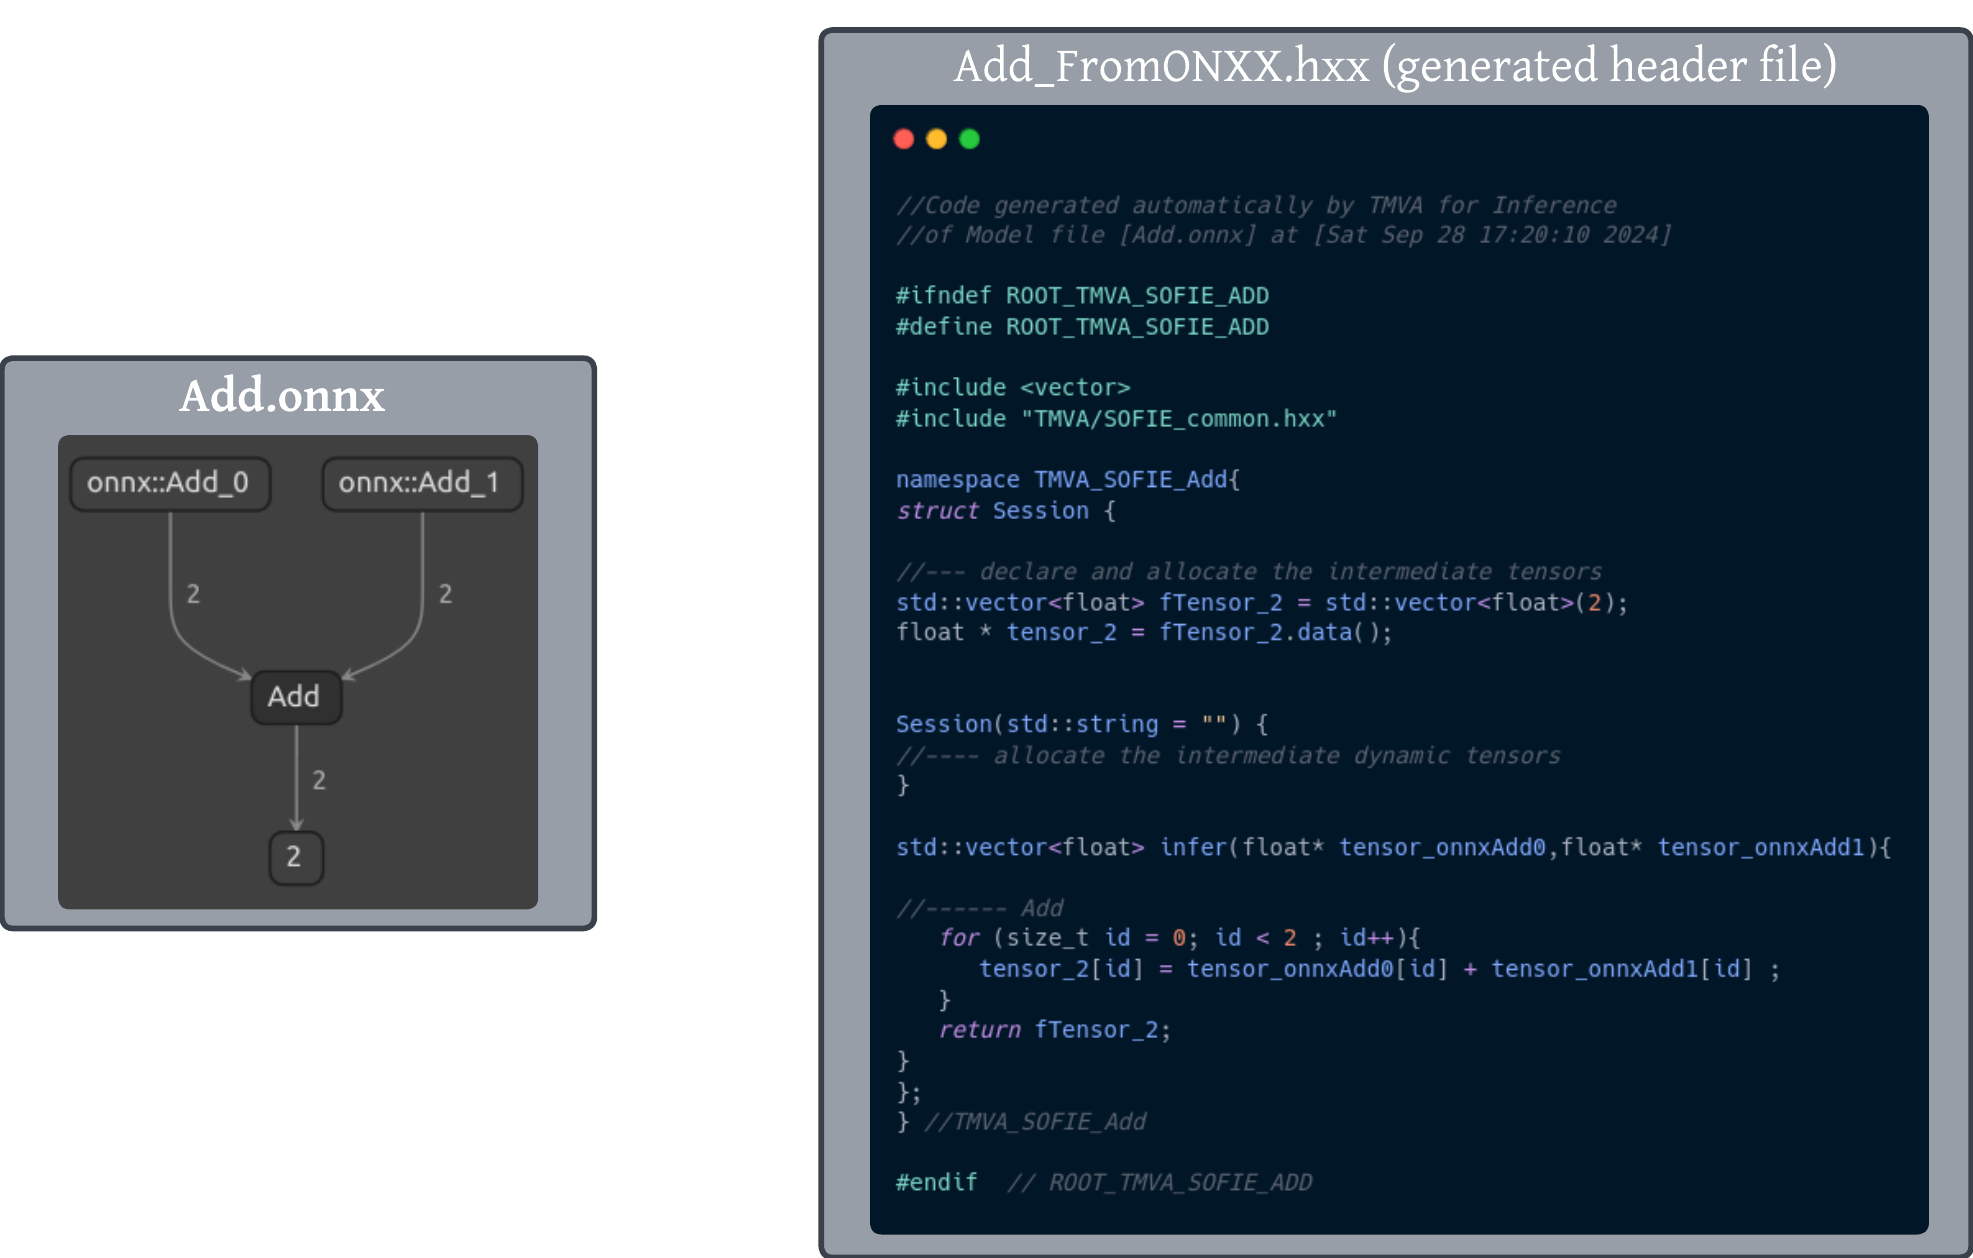 Add.onnx
onnx::Add_0
onnx::Add_1
2
2
Add
2
2
Add_FromONXX.hxx (generated header file)
//Code generated automatically by TMVA for Inference
//of Model file [Add.onnx] at [Sat Sep 28 17:20:10 2024]
#ifndef ROOT_TMVA_SOFIE_ADD
#define ROOT_TMVA_SOFIE_ADD
#include <vector>
#include "TMVA/SOFIE_common.hxx"
namespace TMVA_SOFIE_Add{
struct Session {
//--- declare and allocate the intermediate tensors
std::vector<float> fTensor_2 = std::vector<float>(2);
float * tensor_2 = fTensor_2.data();
Session(std::string = "") {
//---- allocate the intermediate dynamic tensors
}
std::vector<float> infer(float* tensor_onnxAdd0,float* tensor_onnxAdd1){
//------ Add
for (size_t id = 0; id < 2 ; id++){
tensor_2[id] = tensor_onnxAdd0[id] + tensor_onnxAdd1[id] ;
}
return fTensor_2;
}
};
} //TMVA_SOFIE_Add
#endif // ROOT_TMVA_SOFIE_ADD